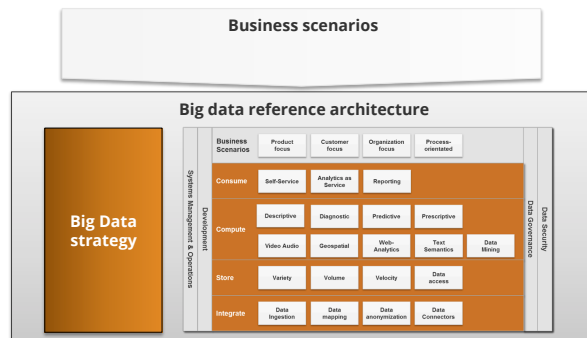 Business scenarios
Big data reference architecture
Big Data
strategy
Systems Management & Operations
Development
Business
Scenarios
Product
focus
Customer
focus
Organization
focus
Process-
orientated
Consume
Self-Service
Analytics as
Service
Reporting
Compute
Descriptive
Diagnostic
Predictive
Prescriptive
Video Audio
Geospatial
Web-
Analytics
Text
Semantics
Data
Mining
Store
Variety
Volume
Velocity
Data
access
Integrate
Data
Ingestion
Data
mapping
Data
anonymization
Data
Connectors
Data Governance
Data Security